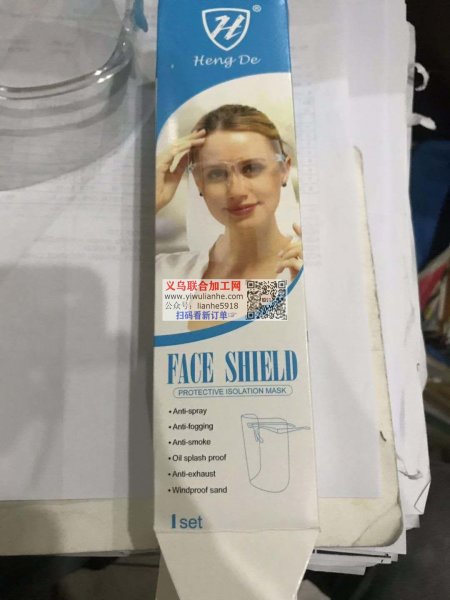 H ®
Heng De
义乌联合加工网
www.yiwulianhe.com
公众号：lianhe5918
扫码看新订单☞
FACE SHIELD
PROTECTIVE ISOLATION MASK
•Anti-spray
•Anti-fogging
•Anti-smoke
•Oil splash proof
•Anti-exhaust
•Windproof sand
1 set